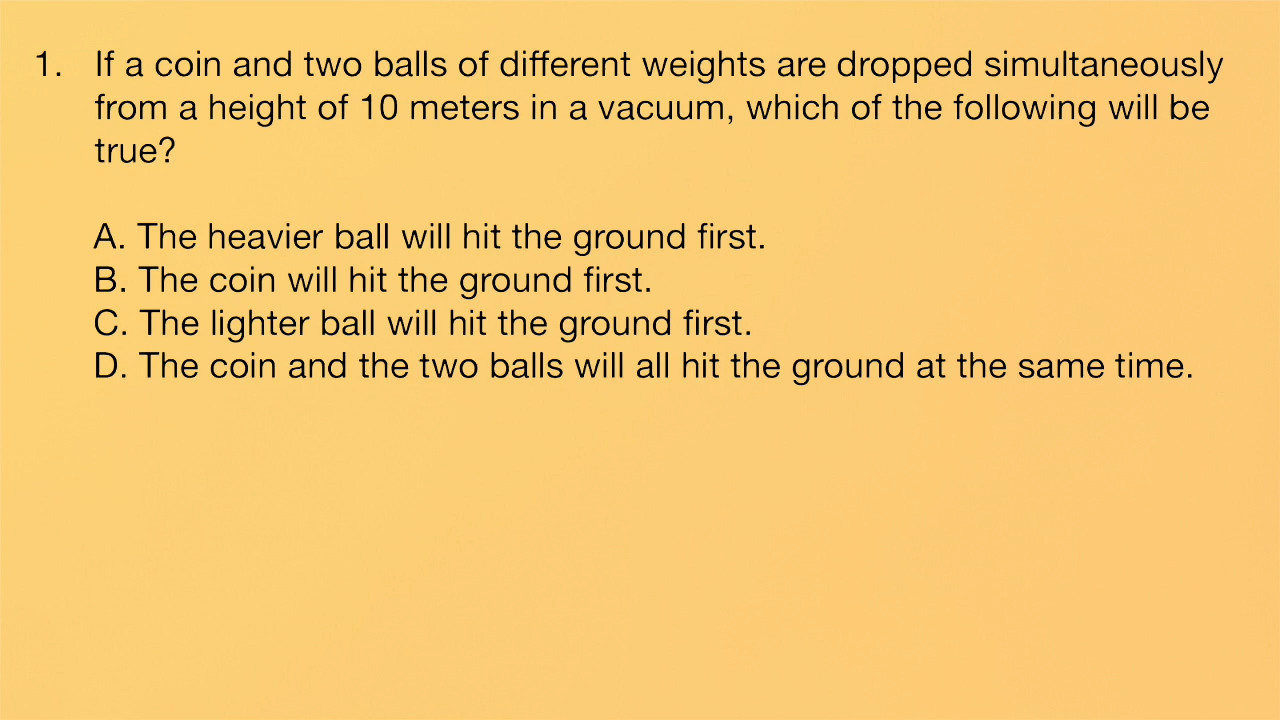 1. If a coin and two balls of different weights are dropped simultaneously
from a height of 10 meters in a vacuum, which of the following will be
true?
A. The heavier ball will hit the ground first.
B. The coin will hit the ground first.
C. The lighter ball will hit the ground first.
D. The coin and the two balls will all hit the ground at the same time.